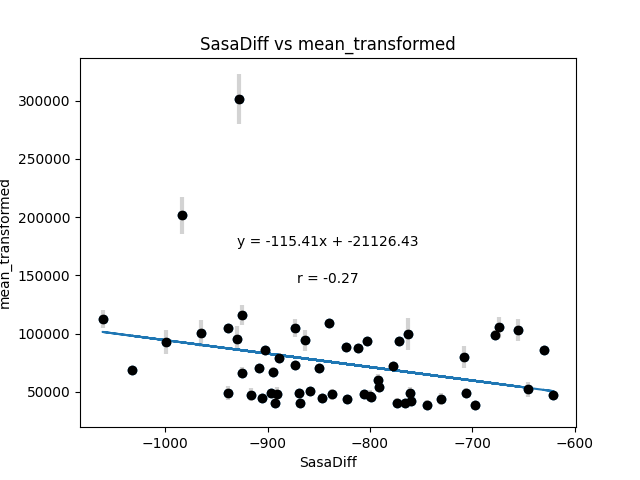 SasaDiff vs mean_transformed
mean_transformed
300000
250000
200000
150000
100000
50000
y = -115.41x + -21126.43
r = -0.27
−1000
−900
−800
−700
−600
SasaDiff